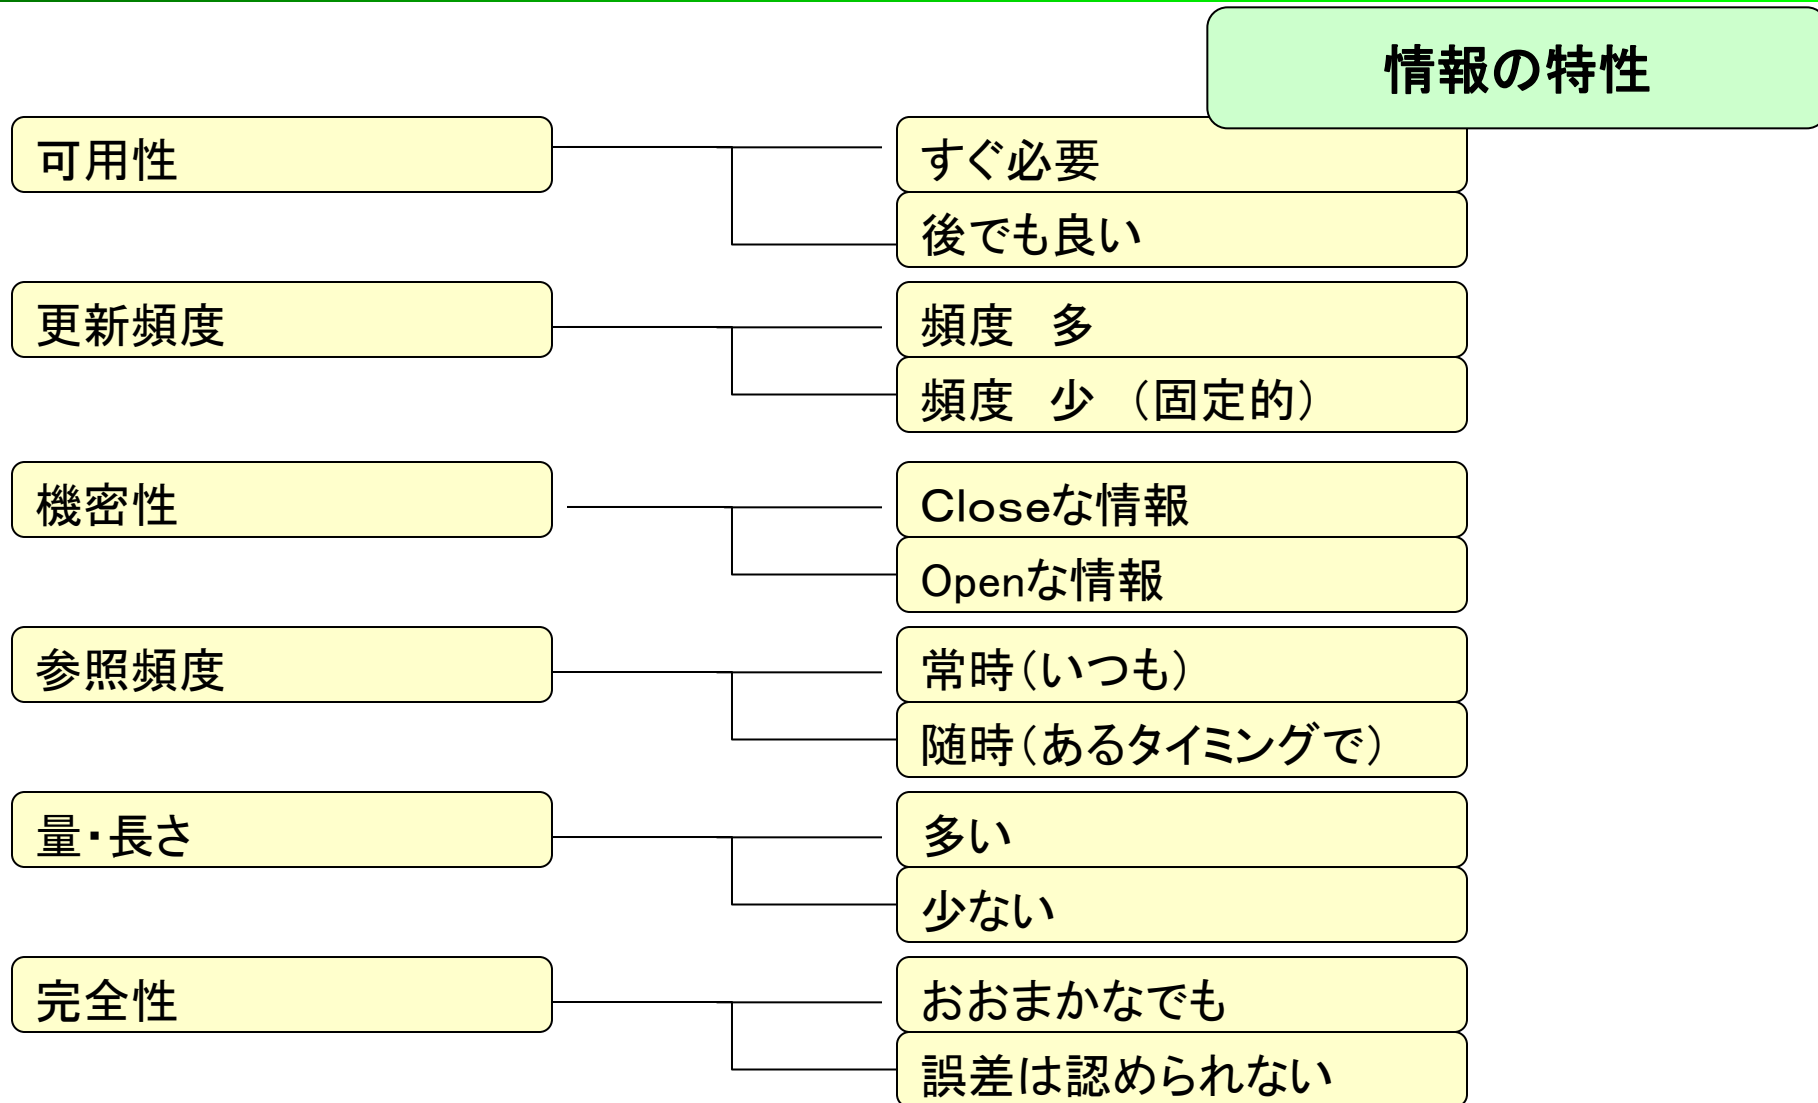 情報の特性
可用性
すぐ必要
後でも良い
更新頻度
頻度　多
頻度　少　（固定的）
機密性
Closeな情報
Openな情報
参照頻度
常時（いつも）
随時（あるタイミングで）
量・長さ
多い
少ない
完全性
おおまかなでも
誤差は認められない